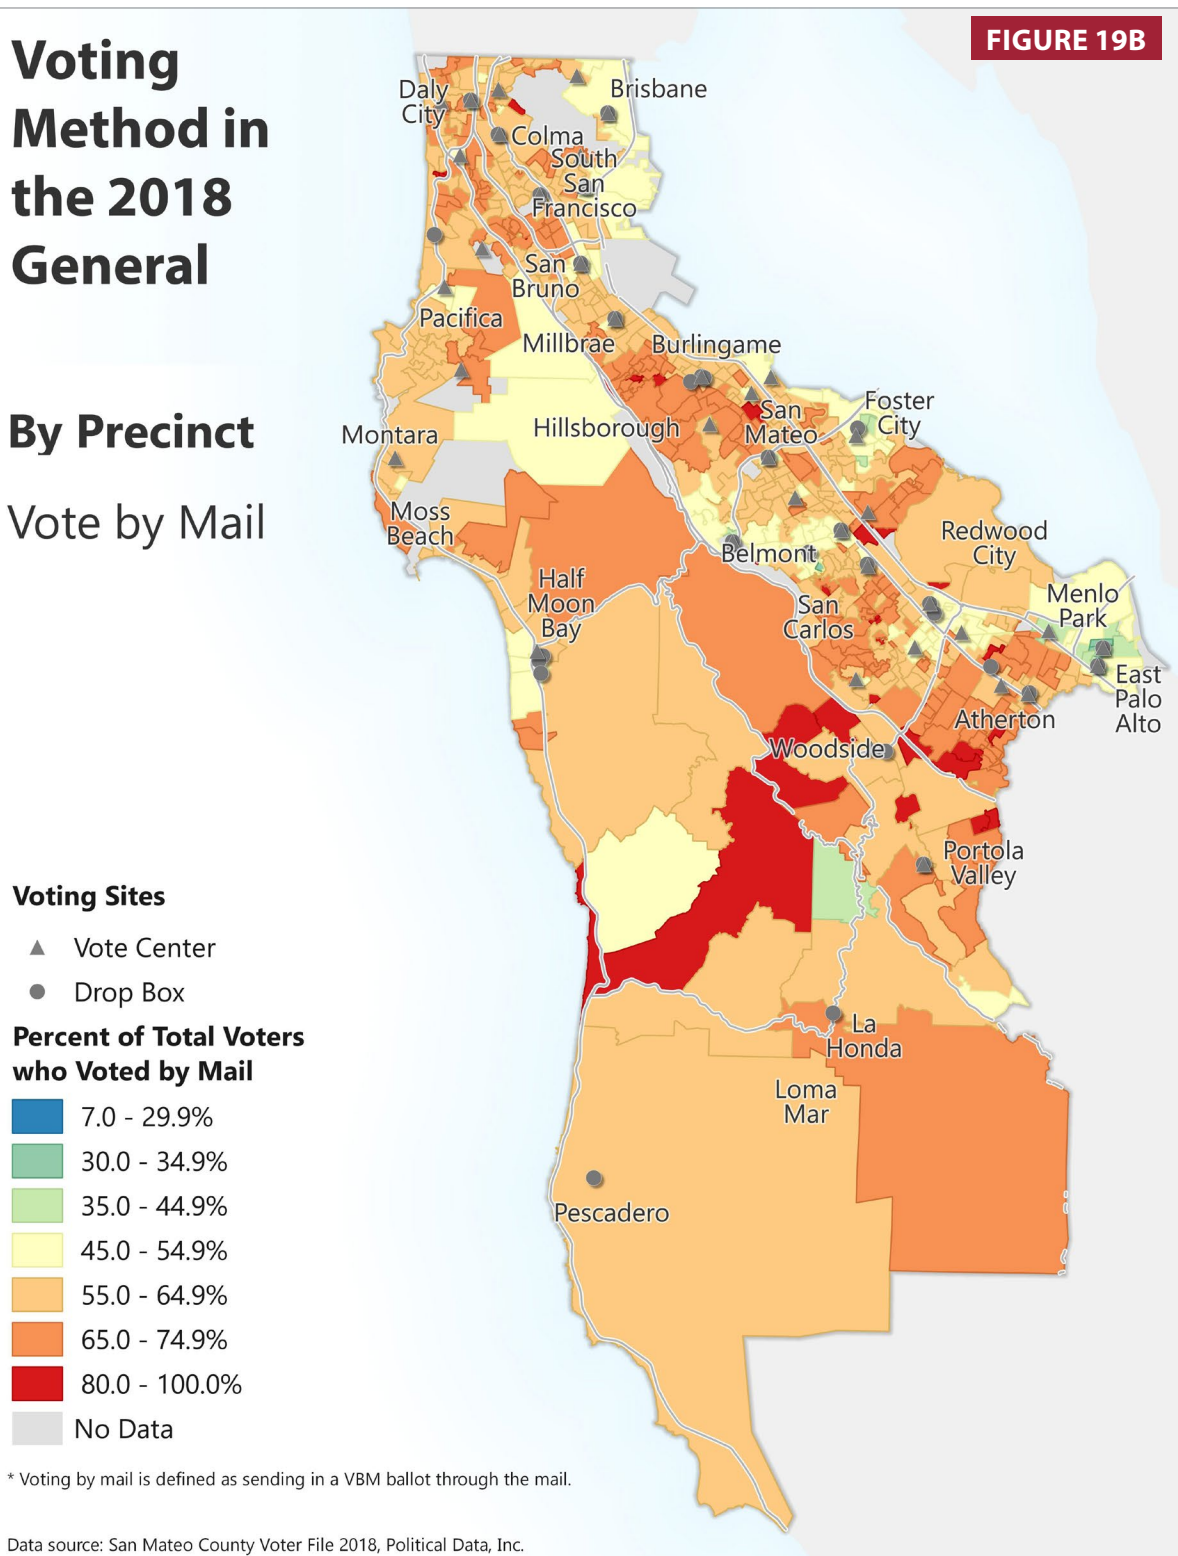 FIGURE 19B
Voting
Method in
the 2018
General
By Precinct
Vote by Mail
Daly
City
Brisbane
Colma
South
San
Francisco
San
Bruno
Pacifica
Millbrae
Burlingame
Foster
City
San
Mateo
Hillsborough
Montara
Moss
Beach
Redwood
City
Belmont
Half
Moon
Bay
Menlo
Park
San
Carlos
East
Palo
Alto
Atherton
Woodside
Portola
Valley
La
Honda
Loma
Mar
Pescadero
Voting Sites
Vote Center
Drop Box
Percent of Total Voters
who Voted by Mail
7.0 - 29.9%
30.0 - 34.9%
35.0 - 44.9%
45.0 - 54.9%
55.0 - 64.9%
65.0 - 74.9%
80.0 - 100.0%
No Data
* Voting by mail is defined as sending in a VBM ballot through the mail.
Data source: San Mateo County Voter File 2018, Political Data, Inc.